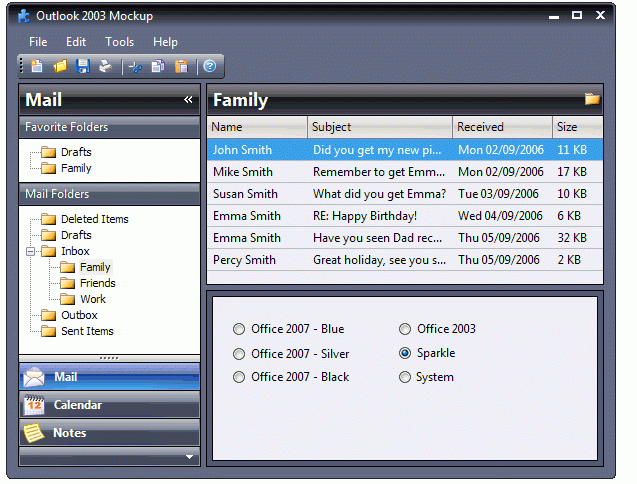 Outlook 2003 Mockup
File Edit Tools Help
Mail «
Favorite Folders
Drafts
Family
Mail Folders
Deleted Items
Drafts
Inbox
Family
Friends
Work
Outbox
Sent Items
Mail
12
Calendar
Notes
Family
Name Subject Received Size
John Smith Did you get my new pi... Mon 02/09/2006 11 KB
Mike Smith Remember to get Emm... Mon 02/09/2006 17 KB
Susan Smith What did you get Emma? Tue 03/09/2006 10 KB
Emma Smith RE: Happy Birthday! Wed 04/09/2006 6 KB
Emma Smith Have you seen Dad rec... Thu 05/09/2006 32 KB
Percy Smith Great holiday, see you s... Thu 05/09/2006 2 KB
Office 2007 - Blue Office 2003
Office 2007 - Silver Sparkle
Office 2007 - Black System